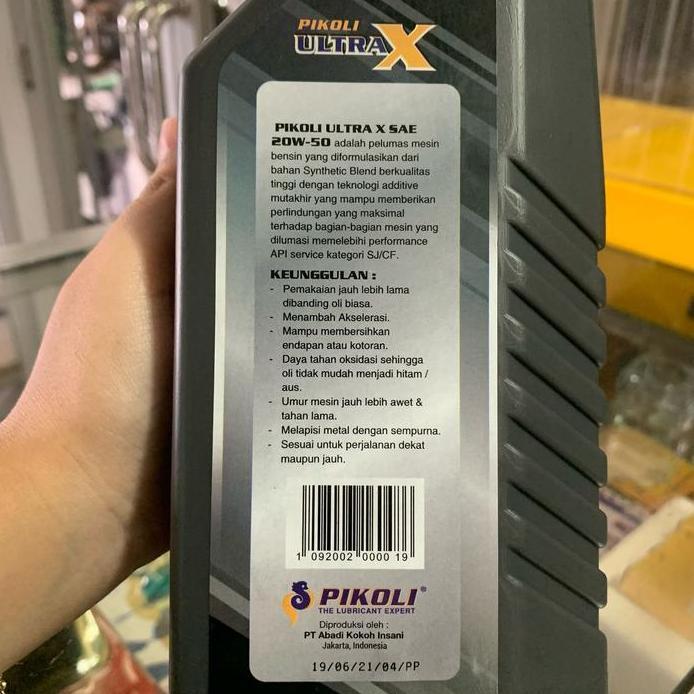 PIKOLI
ULTRA X
PIKOLI ULTRA X SAE
20W-50 adalah pelumas mesin
bensin yang diformulasikan dari
bahan Synthetic Blend berkualitas
tinggi dengan teknologi additive
mutakhir yang mampu memberikan
perlindungan yang maksimal
terhadap bagian-bagian mesin yang
dilumasi memelebihi performance
API service kategori SJ/CF.
KEUNGGULAN :
- Pemakaian jauh lebih lama
dibanding oli biasa.
- Menambah Akselerasi.
- Mampu membersihkan
endapan atau kotoran.
- Daya tahan oksidasi sehingga
oli tidak mudah menjadi hitam /
aus.
- Umur mesin jauh lebih awet &
tahan lama.
- Melapisi metal dengan sempurna.
- Sesuai untuk perjalanan dekat
maupun jauh.
1 092002 0000 19
PIKOLI®
THE LUBRICANT EXPERT
Diproduksi oleh :
PT Abadi Kokoh Insani
Jakarta, Indonesia
19/06/21/04/PP